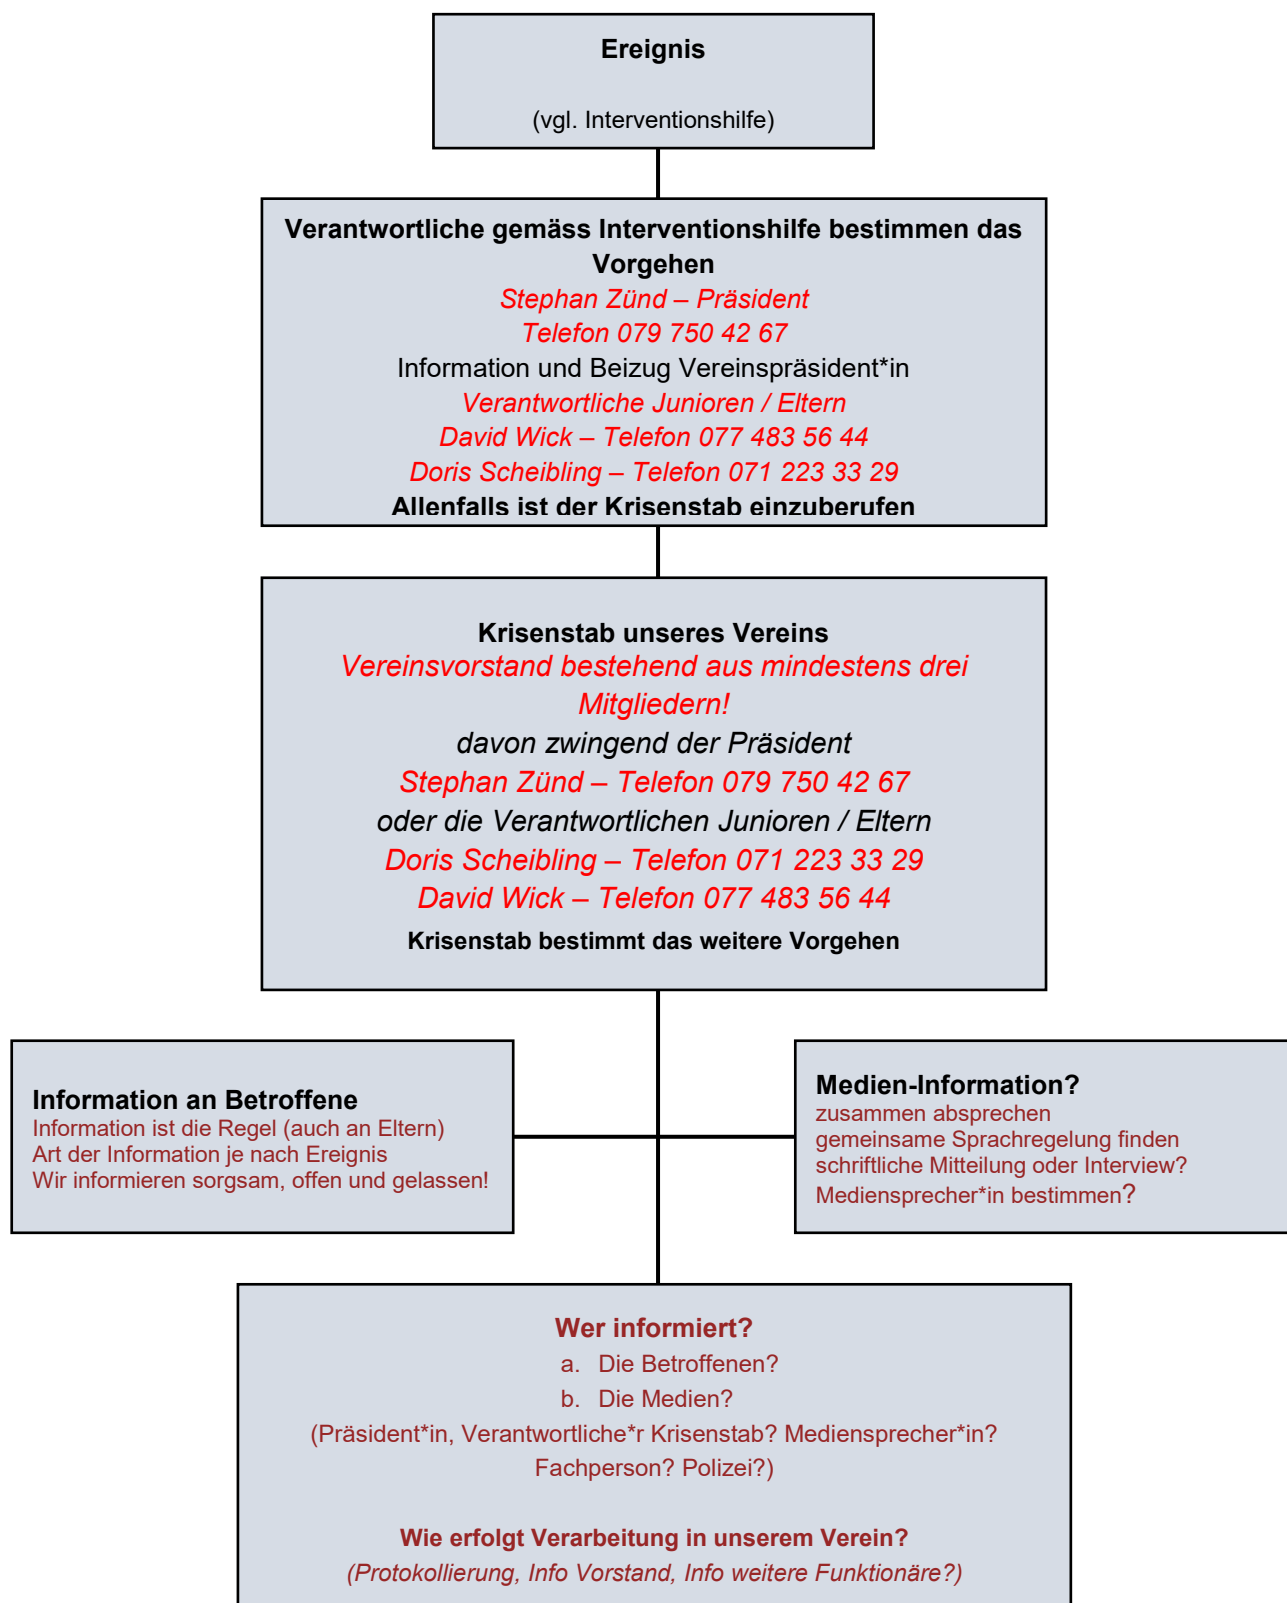 Ereignis
(vgl. Interventionshilfe)
Verantwortliche gemäss Interventionshilfe bestimmen das
Vorgehen
Stephan Zünd – Präsident
Telefon 079 750 42 67
Information und Beizug Vereinspräsident*in
Verantwortliche Junioren / Eltern
David Wick – Telefon 077 483 56 44
Doris Scheibling – Telefon 071 223 33 29
Allenfalls ist der Krisenstab einzuberufen
Krisenstab unseres Vereins
Vereinsvorstand bestehend aus mindestens drei
Mitgliedern!
davon zwingend der Präsident
Stephan Zünd – Telefon 079 750 42 67
oder die Verantwortlichen Junioren / Eltern
Doris Scheibling – Telefon 071 223 33 29
David Wick – Telefon 077 483 56 44
Krisenstab bestimmt das weitere Vorgehen
Information an Betroffene
Information ist die Regel (auch an Eltern)
Art der Information je nach Ereignis
Wir informieren sorgsam, offen und gelassen!
Medien-Information?
zusammen absprechen
gemeinsame Sprachregelung finden
schriftliche Mitteilung oder Interview?
Mediensprecher*in bestimmen?
Wer informiert?
a. Die Betroffenen?
b. Die Medien?
(Präsident*in, Verantwortliche*r Krisenstab? Mediensprecher*in?
Fachperson? Polizei?)
Wie erfolgt Verarbeitung in unserem Verein?
(Protokollierung, Info Vorstand, Info weitere Funktionäre?)